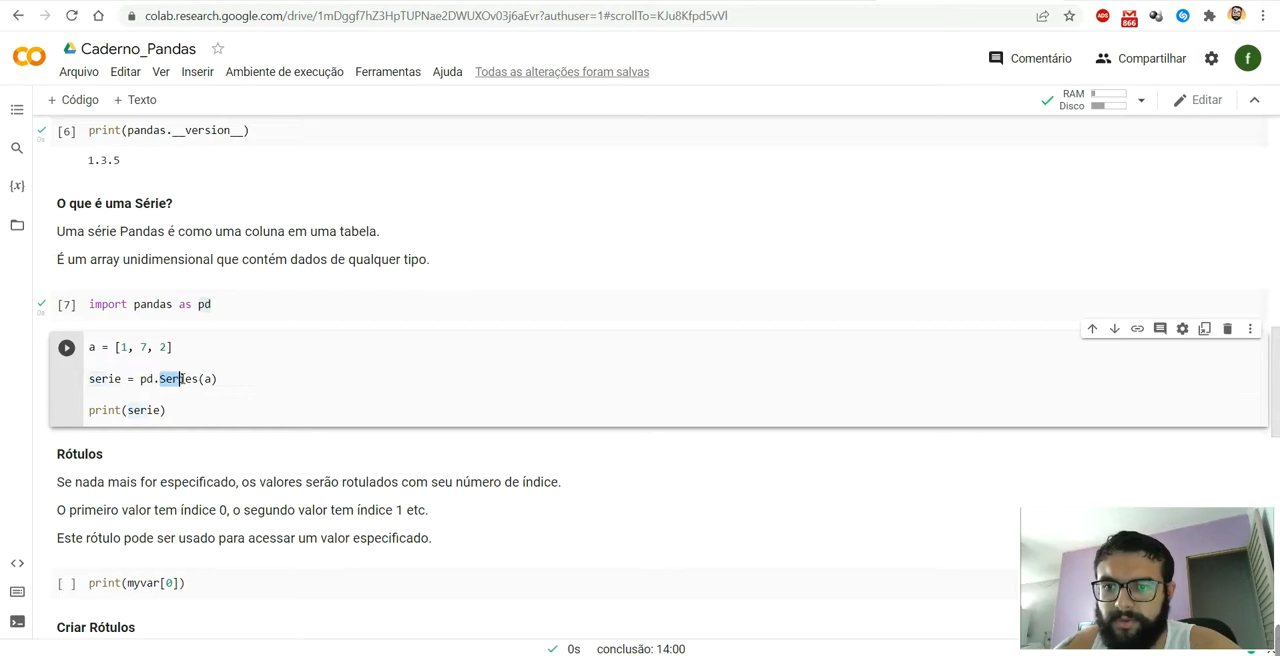 colab.research.google.com/drive/1mDggf7hZ3HpTUPNae2DWUXOv03j6aEvr?authuser=1#scrollTo=KJu8Kfpd5vVl
ADS
866
CO
Caderno_Pandas
Arquivo Editar Ver Inserir Ambiente de execução Ferramentas Ajuda Todas as alterações foram salvas
Comentário
Compartilhar
f
+ Código + Texto
RAM
Disco
Editar
[6] print(pandas.__version__)
0s
1.3.5
O que é uma Série?
Uma série Pandas é como uma coluna em uma tabela.
É um array unidimensional que contém dados de qualquer tipo.
[7] import pandas as pd
0s
a = [1, 7, 2]
serie = pd.Series(a)
print(serie)
Rótulos
Se nada mais for especificado, os valores serão rotulados com seu número de índice.
O primeiro valor tem índice 0, o segundo valor tem índice 1 etc.
Este rótulo pode ser usado para acessar um valor especificado.
[ ] print(myvar[0])
Criar Rótulos
0s conclusão: 14:00